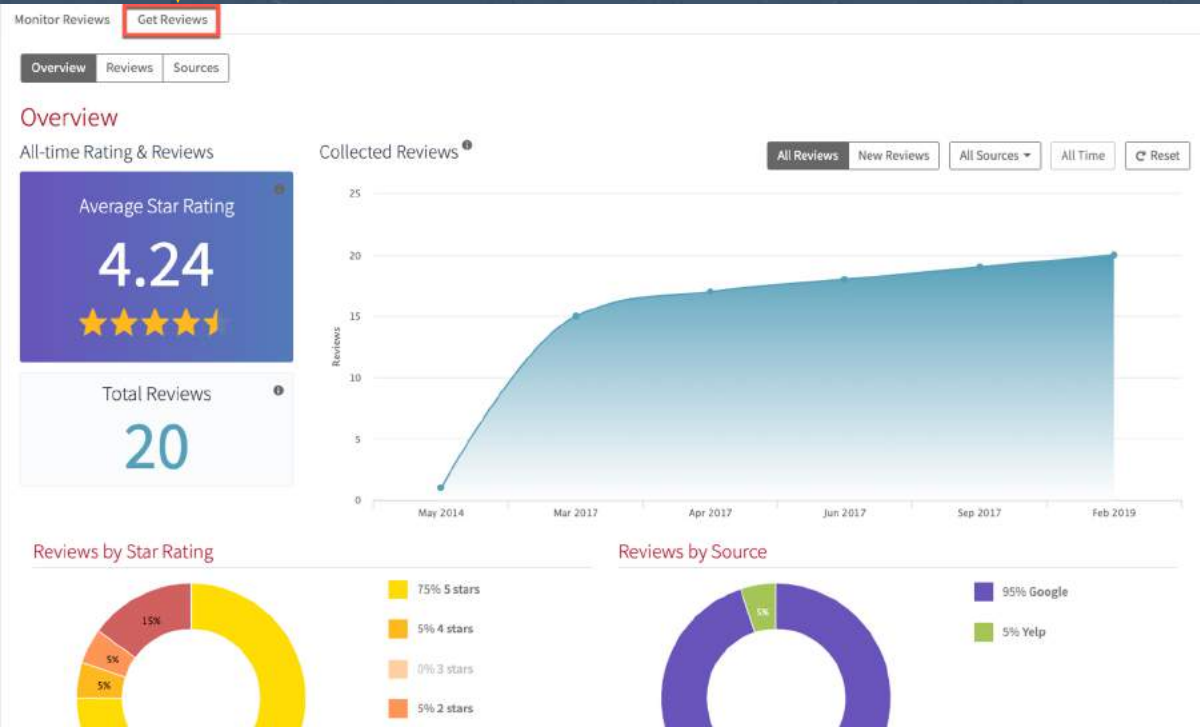 Monitor Reviews Get Reviews
Overview Reviews Sources
Overview
All-time Rating & Reviews
Average Star Rating
4.24
Total Reviews
20
Collected Reviews
All Reviews New Reviews All Sources All Time Reset
25
20
15
10
5
0
Reviews
May 2014 Mar 2017 Apr 2017 Jun 2017 Sep 2017 Feb 2019
Reviews by Star Rating
15%
5%
5%
75% 5 stars
5% 4 stars
0% 3 stars
5% 2 stars
Reviews by Source
5%
95% Google
5% Yelp